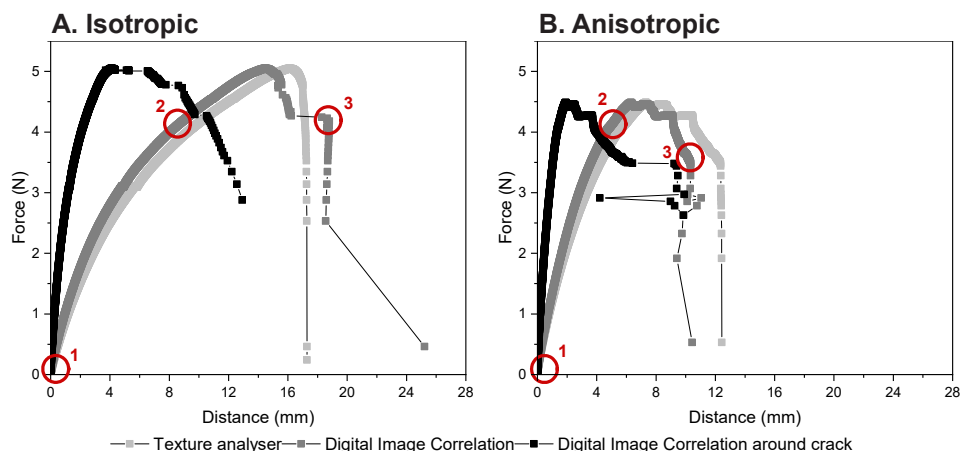 A. Isotropic
B. Anisotropic
Force (N)
5
4
3
2
1
0
0 4 8 12 16 20 24 28
Distance (mm)
1
2
3
Force (N)
5
4
3
2
1
0
0 4 8 12 16 20 24 28
Distance (mm)
1
2
3
Texture analyser Digital Image Correlation Digital Image Correlation around crack